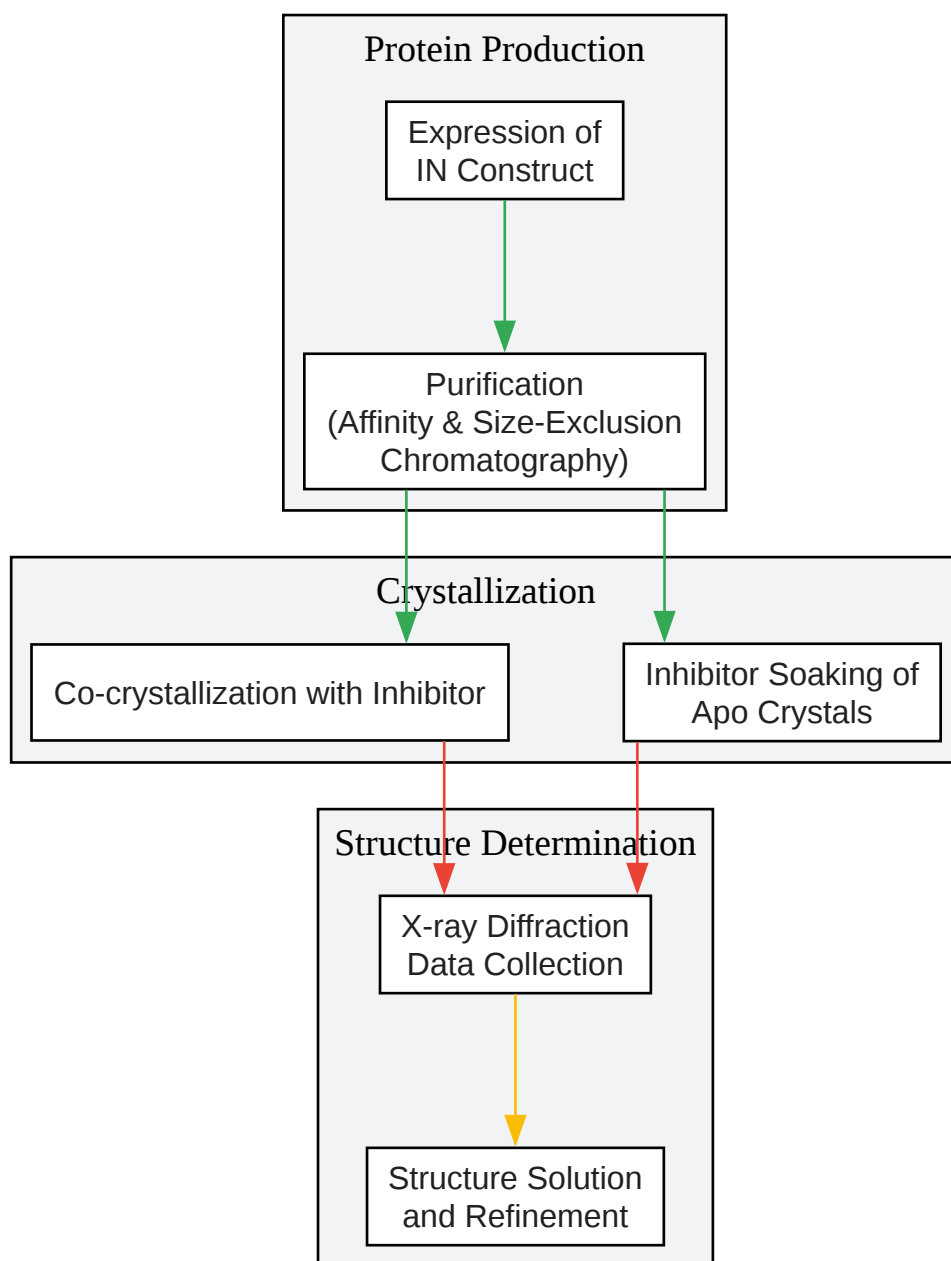 Protein Production
Expression of
IN Construct
Purification
(Affinity & Size-Exclusion
Chromatography)
Crystallization
Co-crystallization with Inhibitor
Inhibitor Soaking of
Apo Crystals
Structure Determination
X-ray Diffraction
Data Collection
Structure Solution
and Refinement